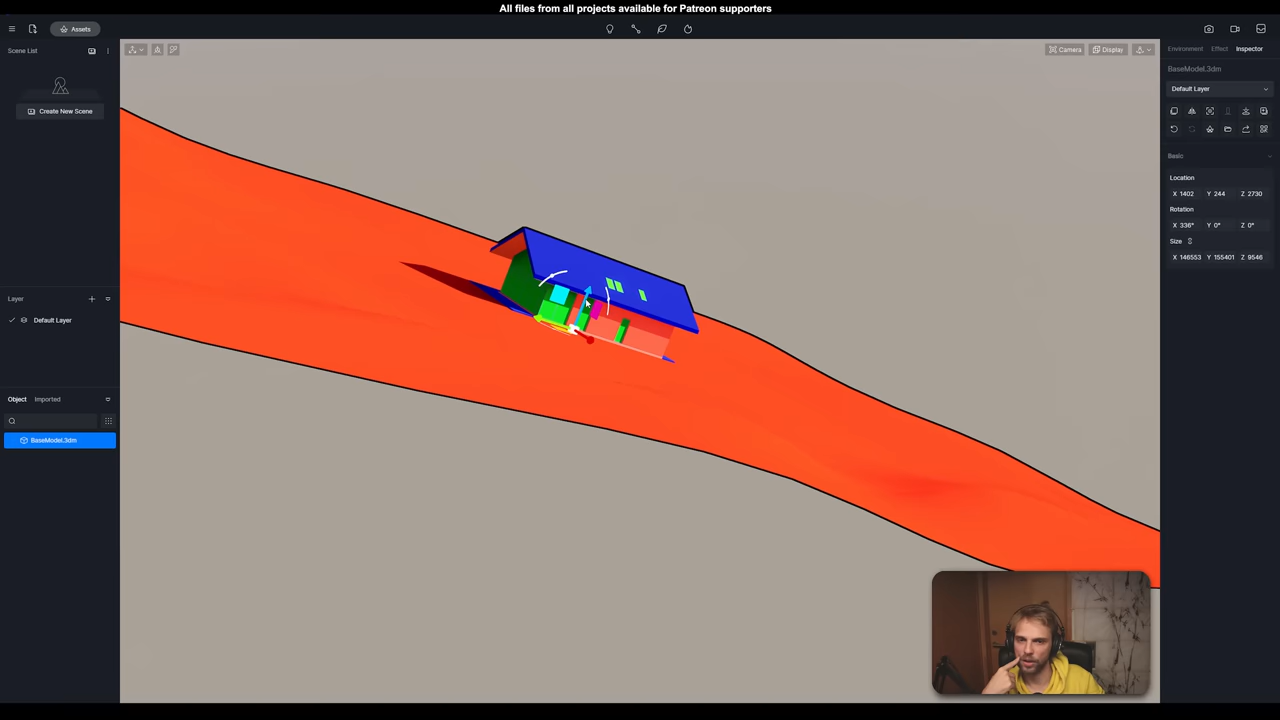 All files from all projects available for Patreon supporters
Assets
Scene List
Create New Scene
Layer
Default Layer
Object Imported
BaseModel.3dm
Camera Display
Environment Effect Inspector
BaseModel.3dm
Default Layer
Basic
Location
X 1402 Y 244 Z 2730
Rotation
X 336° Y 0° Z 0°
Size
X 146553 Y 155401 Z 9546